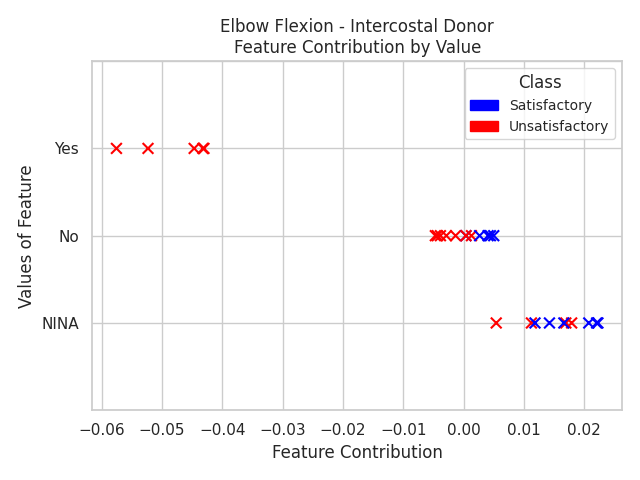 Elbow Flexion - Intercostal Donor
Feature Contribution by Value
Class
Satisfactory
Unsatisfactory
Values of Feature
Yes
No
NINA
−0.06 −0.05 −0.04 −0.03 −0.02 −0.01 0.00 0.01 0.02
Feature Contribution